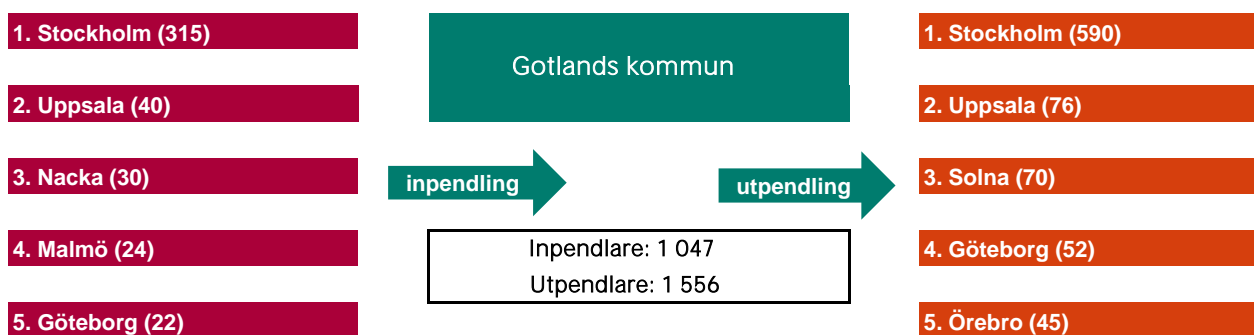 1. Stockholm (315)
2. Uppsala (40)
3. Nacka (30)
4. Malmö (24)
5. Göteborg (22)
Gotlands kommun
inpendling
utpendling
Inpendlare: 1 047
Utpendlare: 1 556
1. Stockholm (590)
2. Uppsala (76)
3. Solna (70)
4. Göteborg (52)
5. Örebro (45)